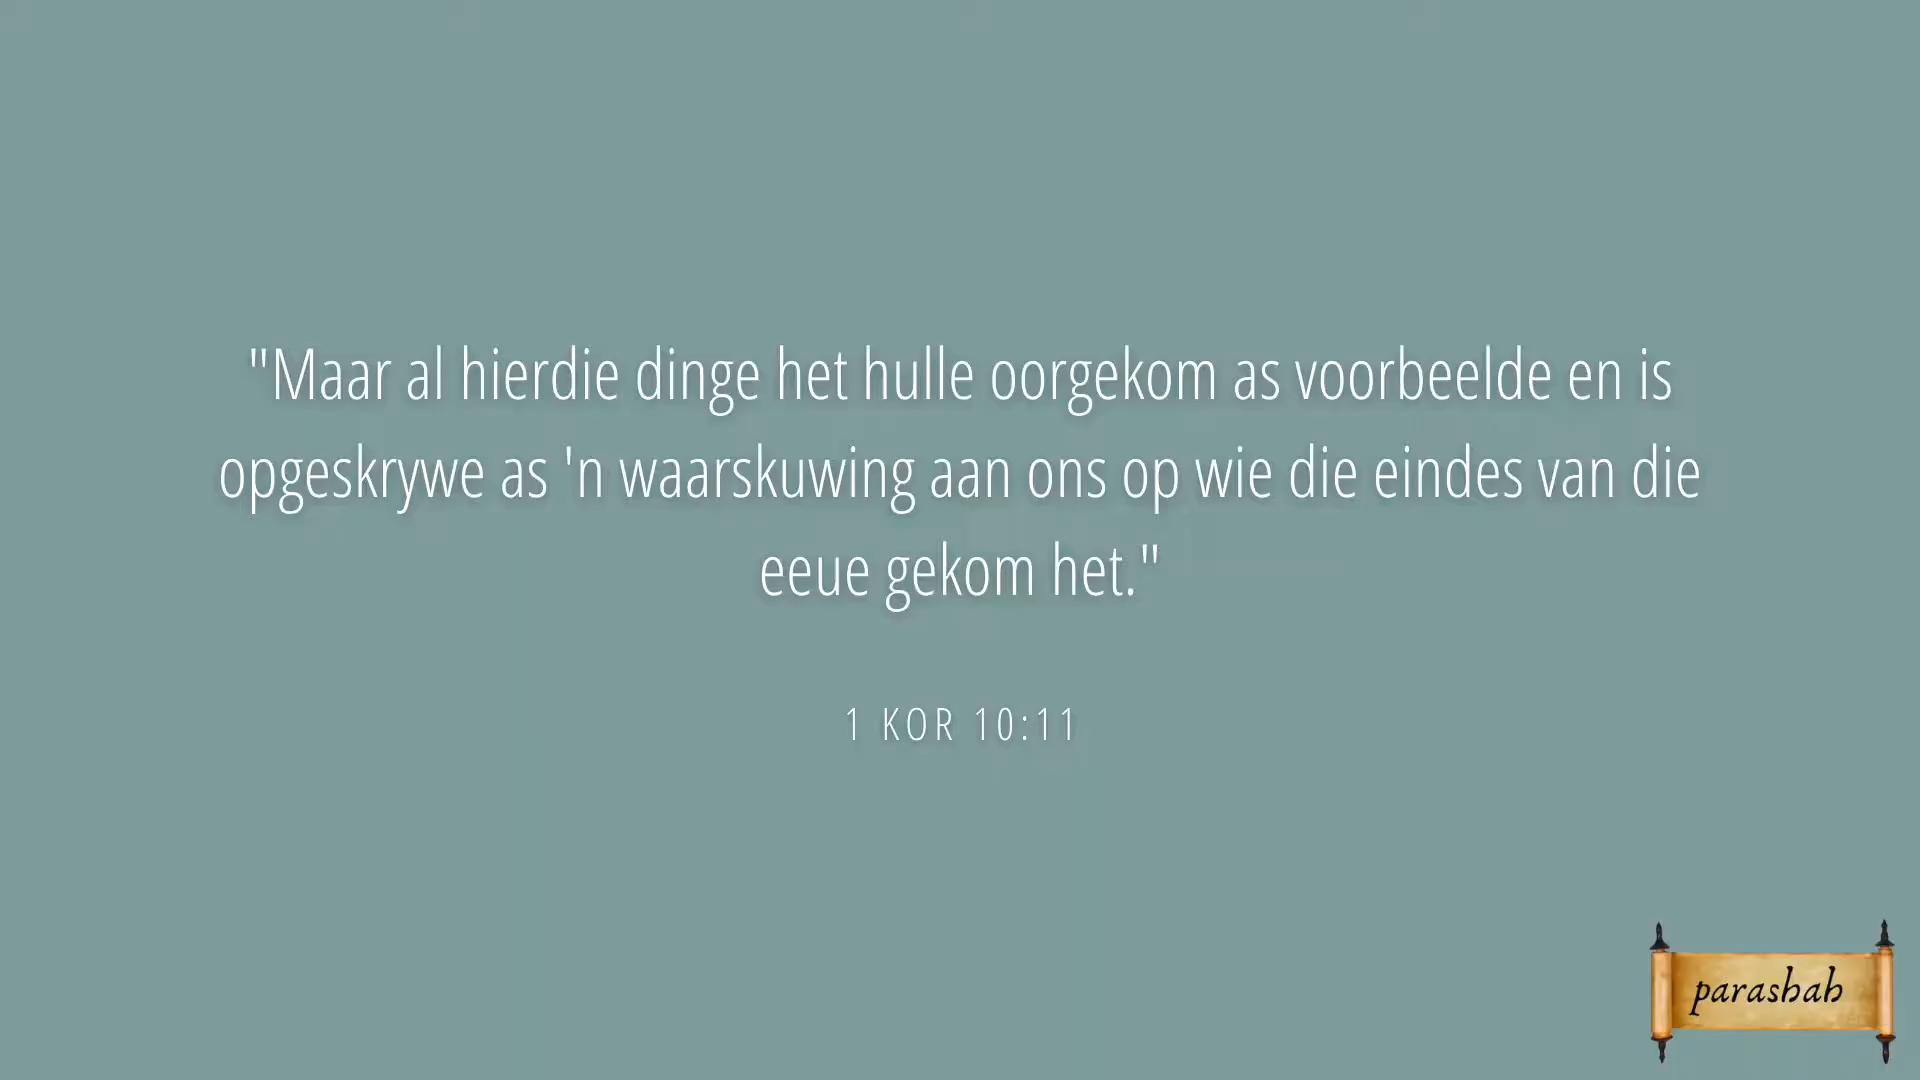 "Maar al hierdie dinge het hulle oorgekom as voorbeelde en is
opgeskrywe as 'n waarskuwing aan ons op wie die eindes van die
eeue gekom het."
1 KOR 10:11
parashah